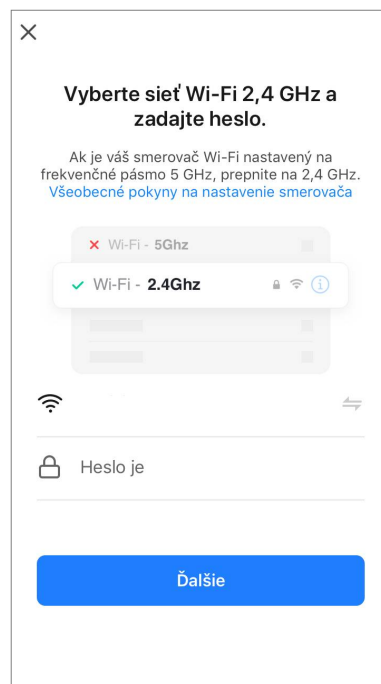 Vyberte sieť Wi-Fi 2,4 GHz a
zadajte heslo.
Ak je váš smerovač Wi-Fi nastavený na
frekvenčné pásmo 5 GHz, prepnite na 2,4 GHz.
Všeobecné pokyny na nastavenie smerovača
Wi-Fi - 5Ghz
Wi-Fi - 2.4Ghz
Heslo je
Ďalšie